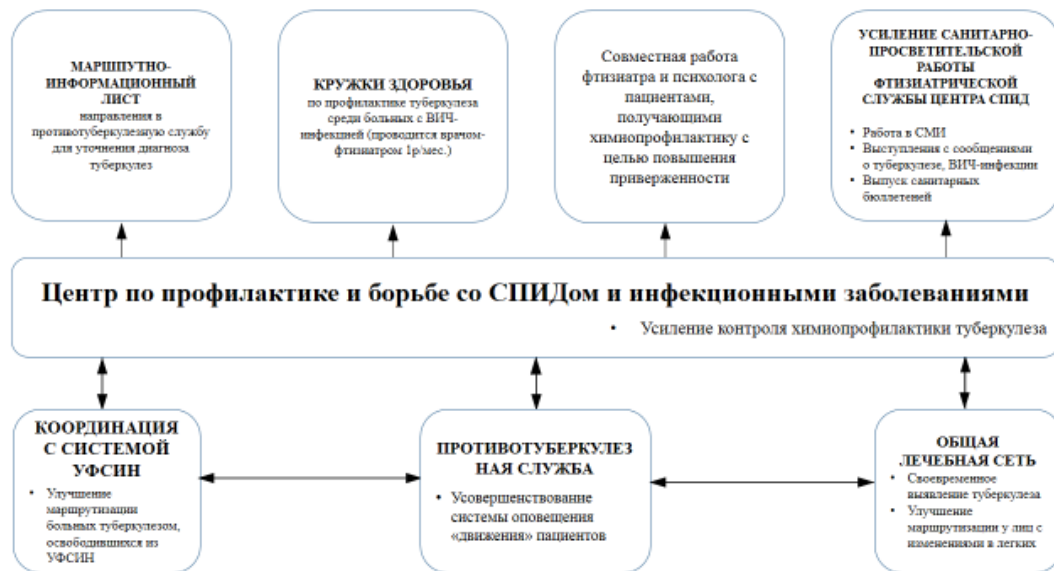 МАРШПУТНО-
ИНФОРМАЦИОННЫЙ
ЛИСТ
направления в
противотуберкулезную службу
для уточнения диагноза
туберкулез
КРУЖКИ ЗДОРОВЬЯ
по профилактике туберкулеза
среди больных с ВИЧ-
инфекцией (проводится врачом-
фтизиатром 1р/мес.)
Совместная работа
фтизиатра и психолога с
пациентами,
получающими
химиопрофилактику с
целью повышения
приверженности
УСИЛЕНИЕ САНИТАРНО-
ПРОСВЕТИТЕЛЬСКОЙ
РАБОТЫ
ФТИЗИАТРИЧЕСКОЙ
СЛУЖБЫ ЦЕНТРА СПИД
• Работа в СМИ
• Выступления с сообщениями
о туберкулезе, ВИЧ-инфекции
• Выпуск санитарных
бюллетеней
Центр по профилактике и борьбе со СПИДом и инфекционными заболеваниями
• Усиление контроля химиопрофилактики туберкулеза
КООРДИНАЦИЯ
С СИСТЕМОЙ
УФСИН
• Улучшение
маршрутизации
больных туберкулезом,
освободившихся из
УФСИН
ПРОТИВОТУБЕРКУЛЕЗ
НАЯ СЛУЖБА
• Усовершенствование
системы оповещения
«движения» пациентов
ОБЩАЯ
ЛЕЧЕБНАЯ СЕТЬ
• Своевременное
выявление туберкулеза
• Улучшение
маршрутизации у лиц с
изменениями в легких